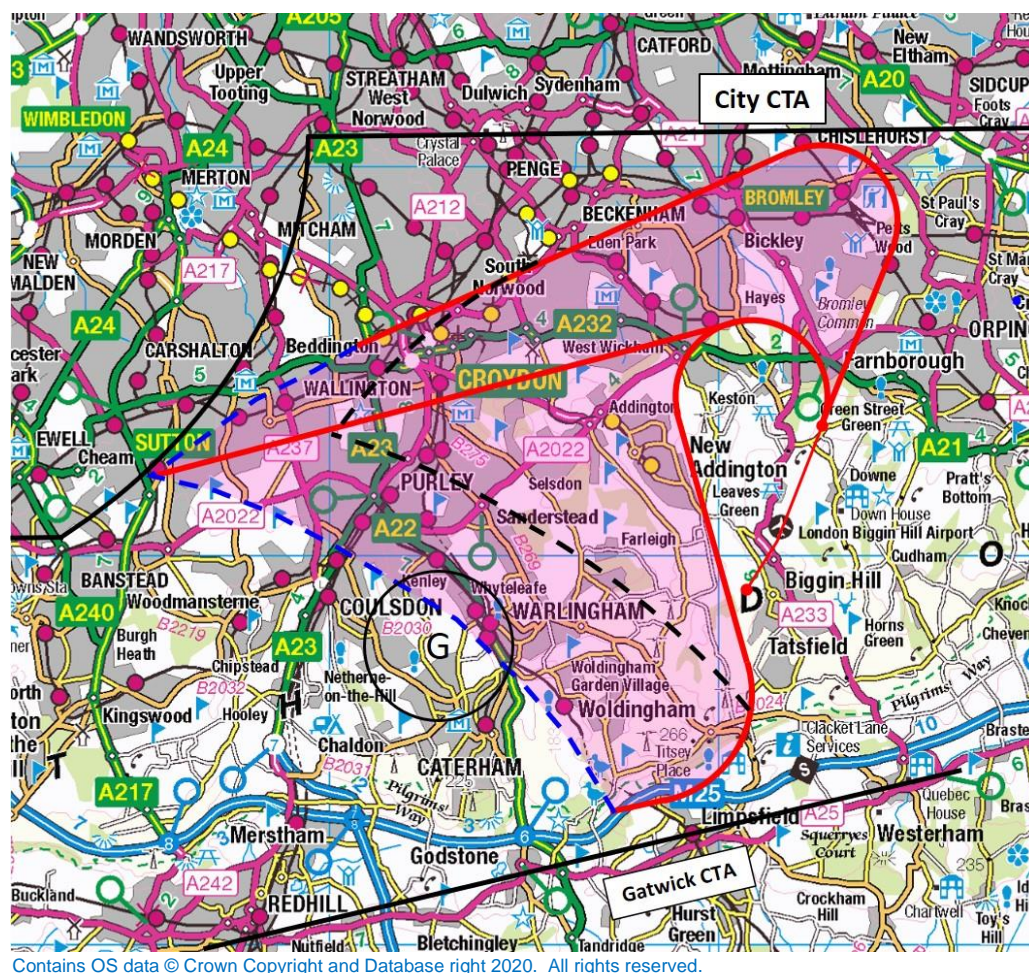 A205
WANDSWORTH
CATFORD
New
Eltham
Upper
Tooting
STREATHAM
West
Norwood
Dulwich
Sydenham
Mottingham
A20
SIDCUP
Foots
Cray
City CTA
WIMBLEDON
A24
A23
Crystal
Palace
A21
CHISLEHURST
MERTON
PENGE
A212
BROMLEY
St Paul's
Cray
MORDEN
MITCHAM
BECKENHAM
Eden Park
Bickley
Petts
Wood
NEW
MALDEN
A217
South
Norwood
Hayes
Bromley
Common
A24
CARSHALTON
Beddington
A232
West Wickham
ORPIN
WALLINGTON
CROYDON
Farnborough
EWELL
Cheam
SUTTON
A237
A23
Addington
Keston
Green Street
Green
A21
B275
A2022
New
Addington
Downe
PURLEY
Selsdon
Leaves
Green
Down House
Pratt's
Bottom
A2022
A22
Sanderstead
London Biggin Hill Airport
B269
Farleigh
Cudham
O
BANSTEAD
Kenley
Whyteleafe
Biggin Hill
Woodmansterne
COULSDON
WARLINGHAM
D
A240
B2219
B2030
G
A233
Horns
Green
Burgh
Heath
A23
Tatsfield
Chipstead
Netherne-
on-the-Hill
Woldingham
Garden Village
Pilgrims Way
B2032
H
Woldingham
B2024
Kingswood
Hooley
Clacket Lane
Services
T
Chaldon
266
Titsey
Place
S
B2031
CATERHAM
A217
Pilgrims'
Way
M25
Limpsfield
A25
Quebec
House
Merstham
Godstone
Squerryes
Court
Westerham
A242
Gatwick CTA
235
Buckland
REDHILL
Crockham
Hill
Chartwell
Toy's
Hill
Nutfield
Bletchingley
Tandridge
Hurst
Green
Contains OS data © Crown Copyright and Database right 2020. All rights reserved.